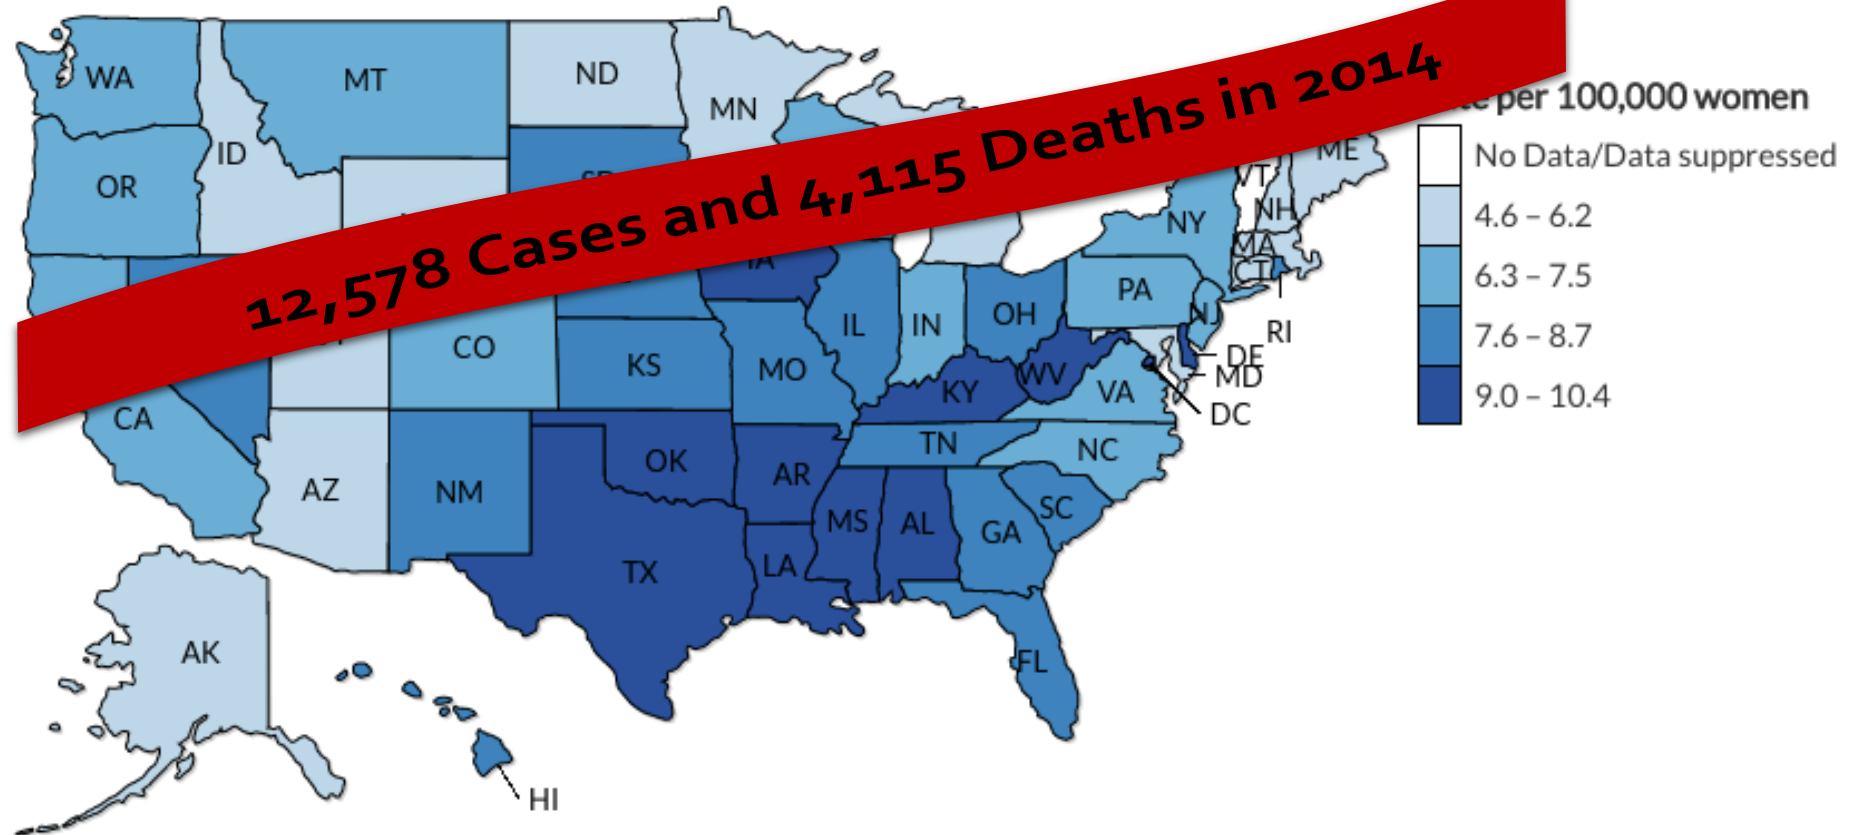 12,578 Cases and 4,115 Deaths in 2014
per 100,000 women
No Data/Data suppressed
4.6 – 6.2
6.3 – 7.5
7.6 – 8.7
9.0 – 10.4
WA
MT
ND
MN
ID
OR
ME
VT
NH
NY
MA
CT
IA
PA
NJ
RI
IL
IN
OH
CO
KS
MO
DE
MD
KY
WV
VA
DC
CA
TN
NC
OK
AR
AZ
NM
SC
MS
AL
GA
TX
LA
AK
FL
HI